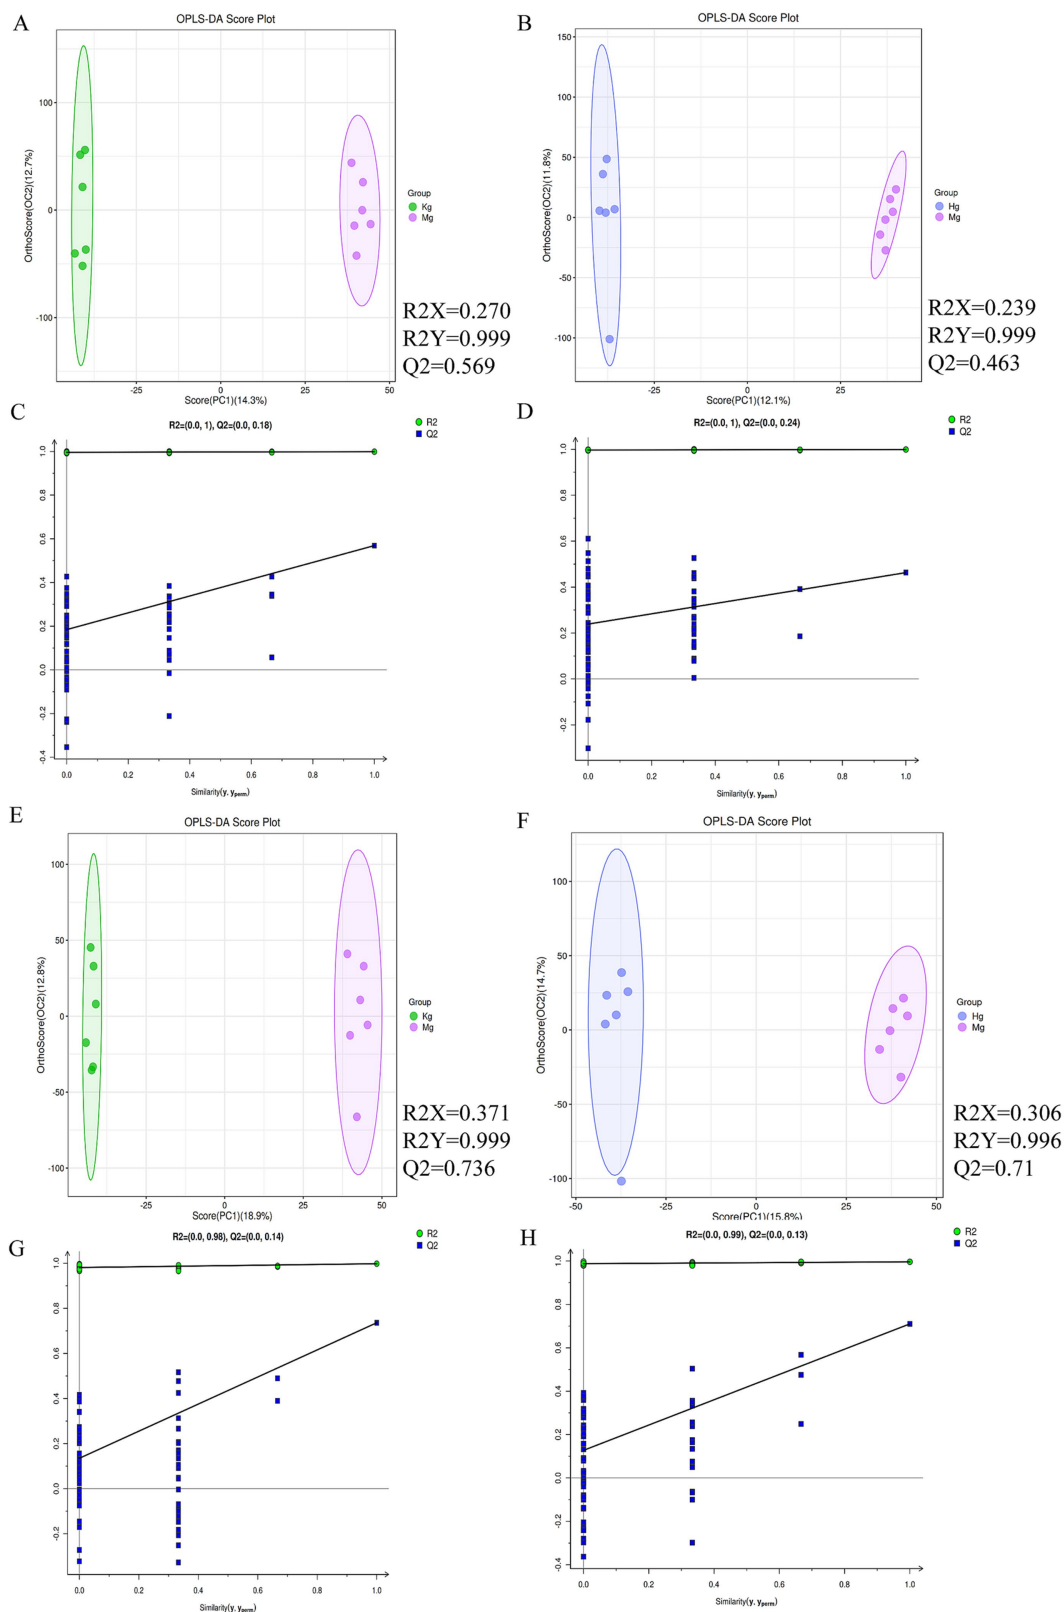 A
OPLS-DA Score Plot
OrthoScore(OC2)(12.7%)
100
0
-100
-25
0
25
50
Score(PC1)(14.3%)
Group
Kg
Mg
R2X=0.270
R2Y=0.999
Q2=0.569
B
OPLS-DA Score Plot
OrthoScore(OC2)(11.8%)
150
100
50
0
-50
-100
-25
0
25
Score(PC1)(12.1%)
Group
Hg
Mg
R2X=0.239
R2Y=0.999
Q2=0.463
C
R2=(0.0, 1), Q2=(0.0, 0.18)
R2
Q2
1.0
0.8
0.6
0.4
0.2
0.0
-0.2
-0.4
0.0
0.2
0.4
0.6
0.8
1.0
Similarity(y, yperm)
D
R2=(0.0, 1), Q2=(0.0, 0.24)
R2
Q2
1.0
0.8
0.6
0.4
0.2
0.0
-0.2
0.0
0.2
0.4
0.6
0.8
1.0
Similarity(y, yperm)
E
OPLS-DA Score Plot
OrthoScore(OC2)(12.8%)
100
50
0
-50
-100
-25
0
25
50
Score(PC1)(18.9%)
Group
Kg
Mg
R2X=0.371
R2Y=0.999
Q2=0.736
F
OPLS-DA Score Plot
OrthoScore(OC2)(14.7%)
100
50
0
-50
-100
-50
-25
0
25
50
Score(PC1)(15.8%)
Group
Hg
Mg
R2X=0.306
R2Y=0.996
Q2=0.71
G
R2=(0.0, 0.98), Q2=(0.0, 0.14)
R2
Q2
1.0
0.8
0.6
0.4
0.2
0.0
-0.2
0.0
0.2
0.4
0.6
0.8
1.0
Similarity(y, yperm)
H
R2=(0.0, 0.99), Q2=(0.0, 0.13)
R2
Q2
1.0
0.8
0.6
0.4
0.2
0.0
-0.2
-0.4
0.0
0.2
0.4
0.6
0.8
1.0
Similarity(y, yperm)